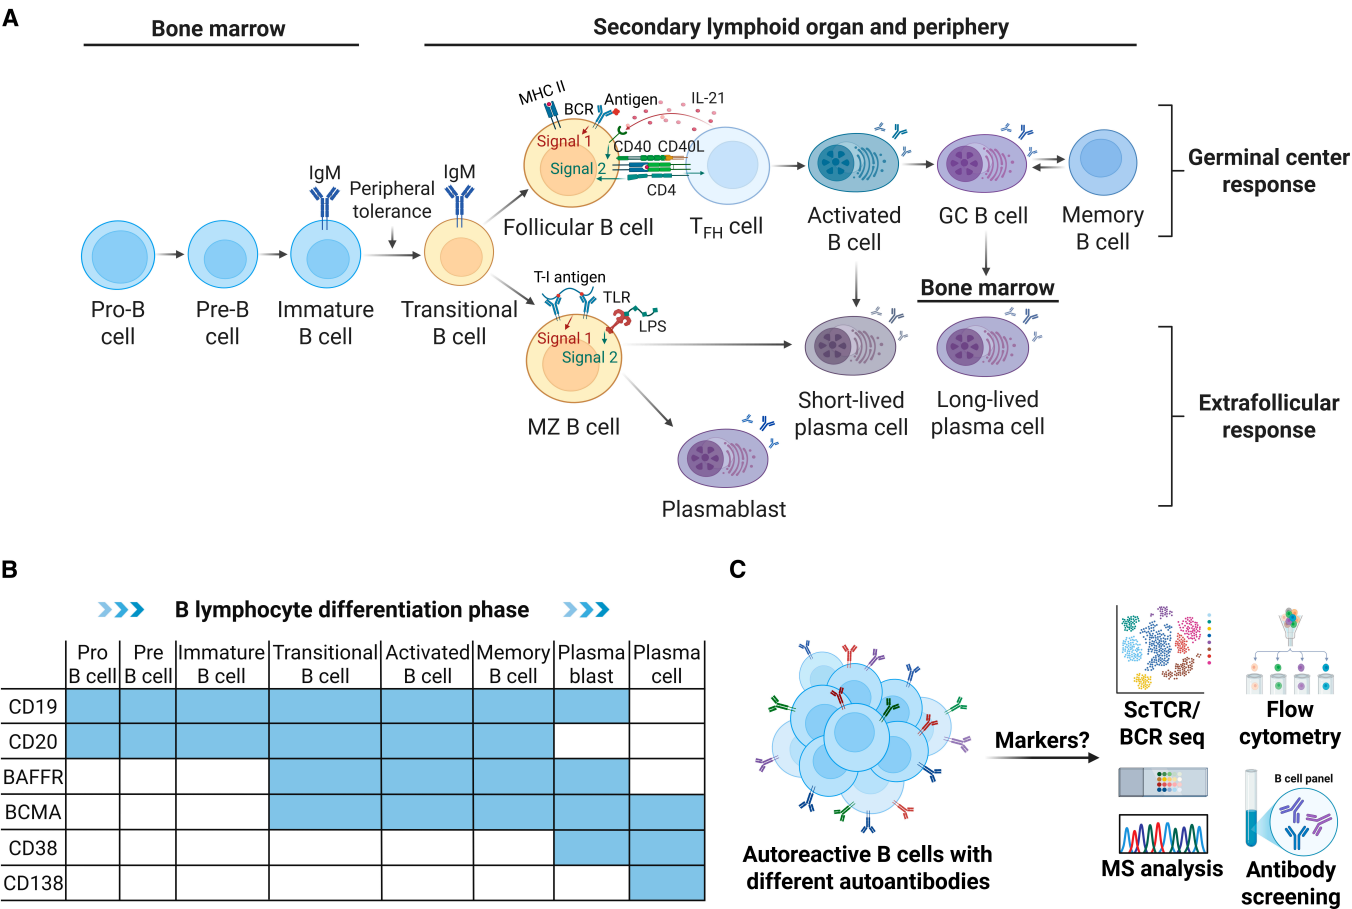 A
Bone marrow
Secondary lymphoid organ and periphery
MHC II
BCR
Antigen
IL-21
Signal 1
CD40 CD40L
Signal 2
CD4
Follicular B cell
TFH cell
Activated
B cell
GC B cell
Memory
B cell
Germinal center
response
IgM
Peripheral
tolerance
IgM
Pro-B
cell
Pre-B
cell
Immature
B cell
Transitional
B cell
T-I antigen
TLR
LPS
Signal 1
Signal 2
MZ B cell
Bone marrow
Short-lived
plasma cell
Long-lived
plasma cell
Plasmablast
Extrafollicular
response
B
B lymphocyte differentiation phase
Pro
B cell
Pre
B cell
Immature
B cell
Transitional
B cell
Activated
B cell
Memory
B cell
Plasma
blast
Plasma
cell
CD19
CD20
BAFFR
BCMA
CD38
CD138
C
Autoreactive B cells with
different autoantibodies
Markers?
ScTCR/
BCR seq
Flow
cytometry
MS analysis
B cell panel
Antibody
screening